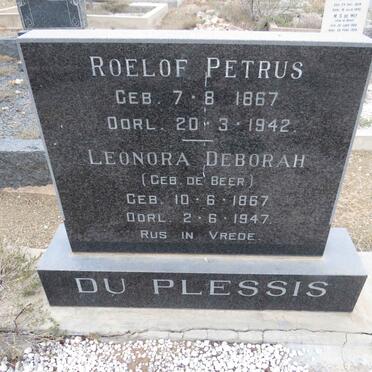 ROELOF PETRUS
GEB. 7-8 1867
OORL. 20-3-1942.
LEONORA DEBORAH
(GEB. DE BEER)
GEB. 10-6-1867
OORL. 2-6-1947.
RUS IN VREDE.
DU PLESSIS